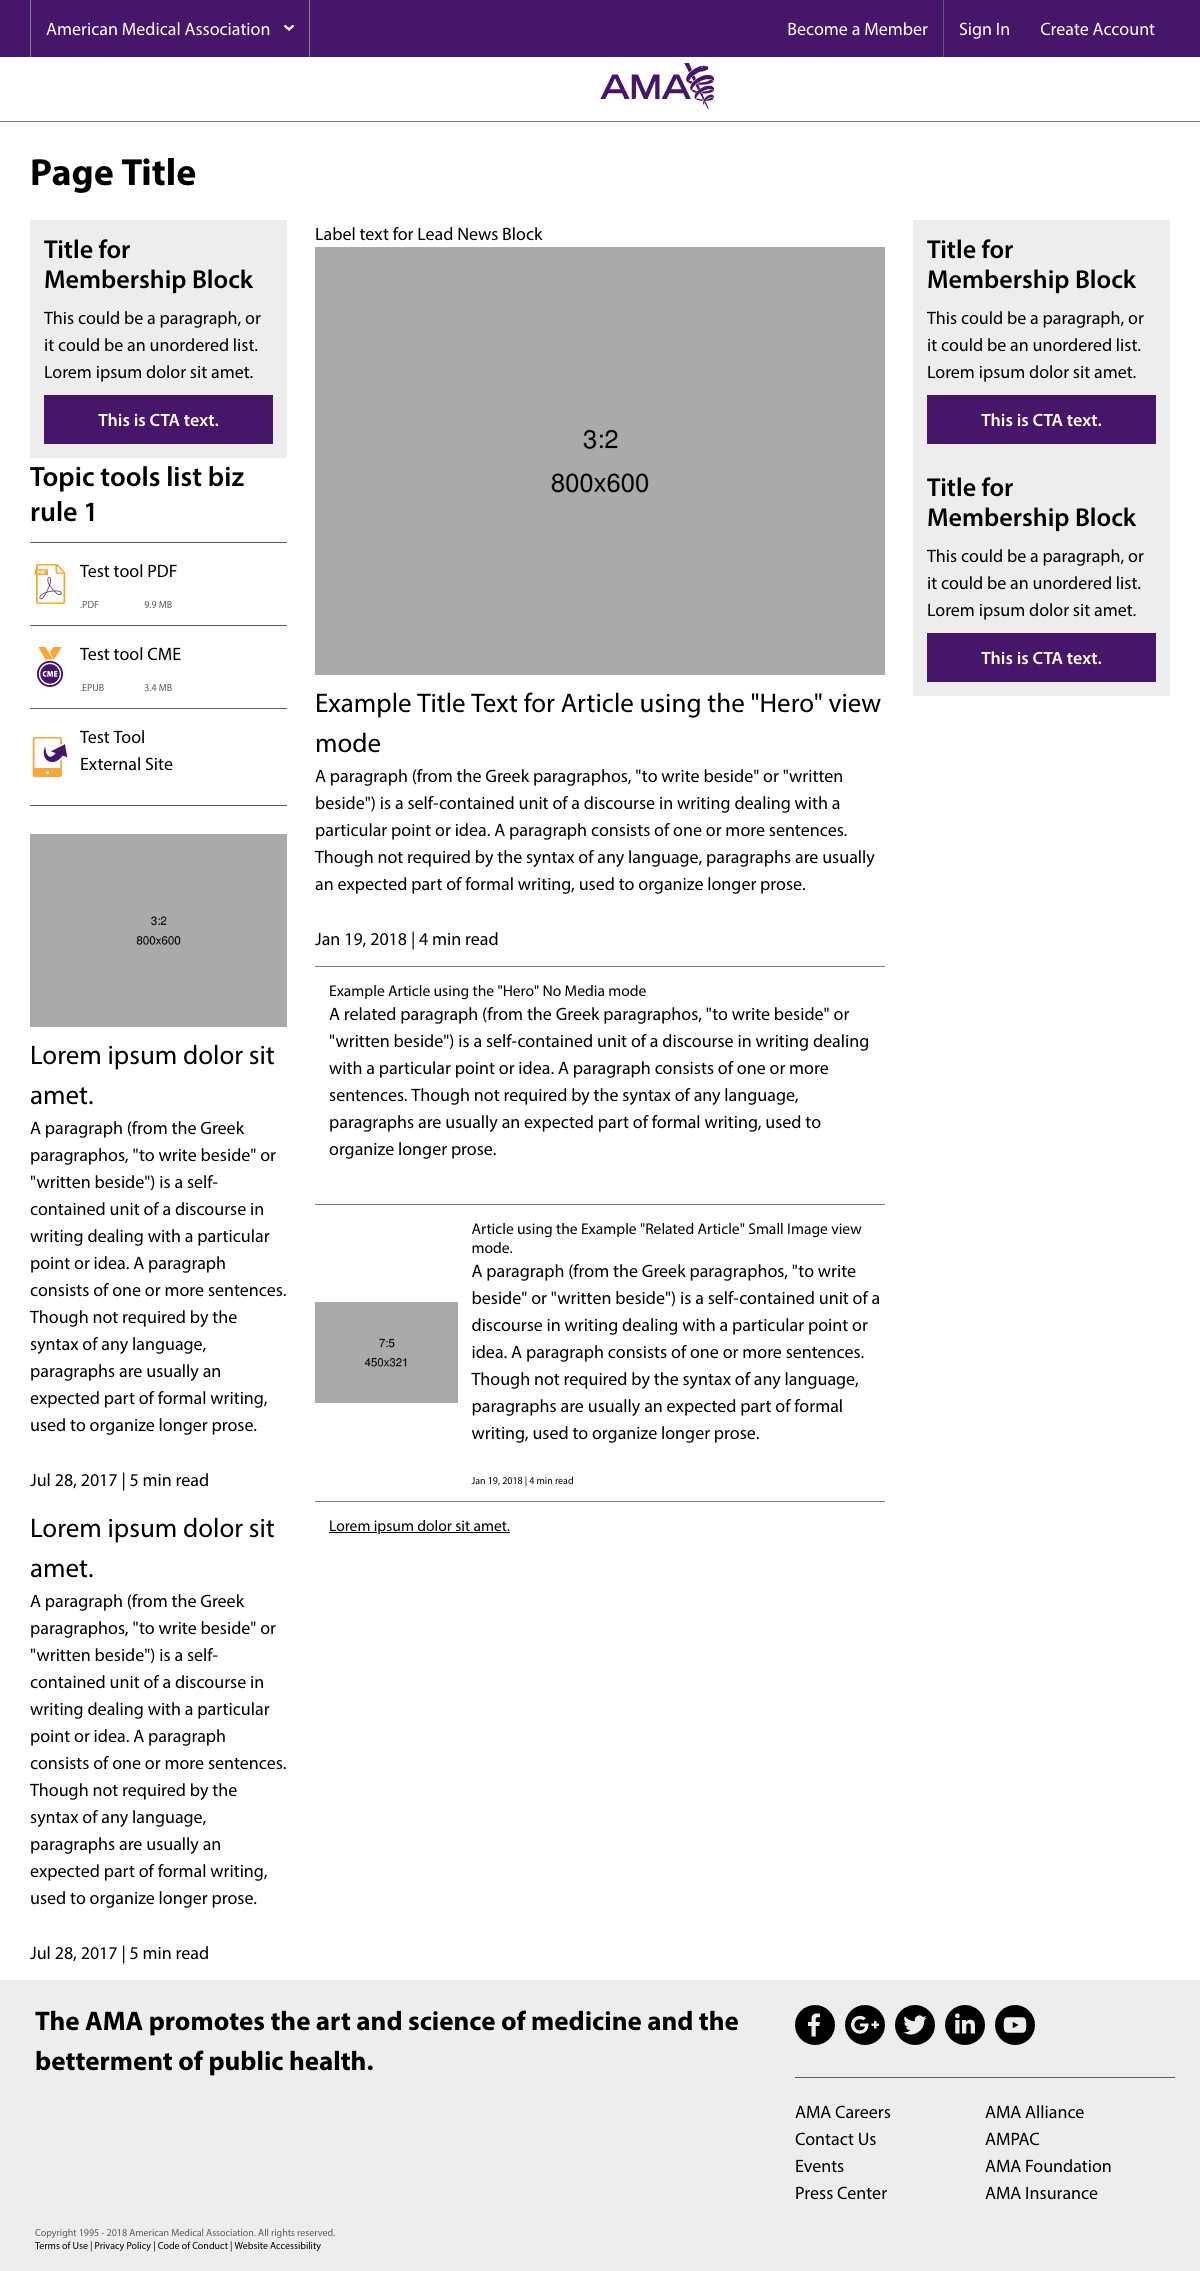 American Medical Association
Become a Member
Sign In
Create Account
AMA
Page Title
Title for
Membership Block
This could be a paragraph, or
it could be an unordered list.
Lorem ipsum dolor sit amet.
This is CTA text.
Topic tools list biz
rule 1
PDF
Test tool PDF
.PDF 9.9 MB
CME
Test tool CME
.EPUB 3.4 MB
Test Tool
External Site
3:2
800x600
Lorem ipsum dolor sit
amet.
A paragraph (from the Greek
paragraphos, "to write beside" or
"written beside") is a self-
contained unit of a discourse in
writing dealing with a particular
point or idea. A paragraph
consists of one or more sentences.
Though not required by the
syntax of any language,
paragraphs are usually an
expected part of formal writing,
used to organize longer prose.
Jul 28, 2017 | 5 min read
Lorem ipsum dolor sit
amet.
A paragraph (from the Greek
paragraphos, "to write beside" or
"written beside") is a self-
contained unit of a discourse in
writing dealing with a particular
point or idea. A paragraph
consists of one or more sentences.
Though not required by the
syntax of any language,
paragraphs are usually an
expected part of formal writing,
used to organize longer prose.
Jul 28, 2017 | 5 min read
Label text for Lead News Block
3:2
800x600
Example Title Text for Article using the "Hero" view
mode
A paragraph (from the Greek paragraphos, "to write beside" or "written
beside") is a self-contained unit of a discourse in writing dealing with a
particular point or idea. A paragraph consists of one or more sentences.
Though not required by the syntax of any language, paragraphs are usually
an expected part of formal writing, used to organize longer prose.
Jan 19, 2018 | 4 min read
Example Article using the "Hero" No Media mode
A related paragraph (from the Greek paragraphos, "to write beside" or
"written beside") is a self-contained unit of a discourse in writing dealing
with a particular point or idea. A paragraph consists of one or more
sentences. Though not required by the syntax of any language,
paragraphs are usually an expected part of formal writing, used to
organize longer prose.
7:5
450x321
Article using the Example "Related Article" Small Image view
mode.
A paragraph (from the Greek paragraphos, "to write
beside" or "written beside") is a self-contained unit of a
discourse in writing dealing with a particular point or
idea. A paragraph consists of one or more sentences.
Though not required by the syntax of any language,
paragraphs are usually an expected part of formal
writing, used to organize longer prose.
Jan 19, 2018 | 4 min read
Lorem ipsum dolor sit amet.
Title for
Membership Block
This could be a paragraph, or
it could be an unordered list.
Lorem ipsum dolor sit amet.
This is CTA text.
Title for
Membership Block
This could be a paragraph, or
it could be an unordered list.
Lorem ipsum dolor sit amet.
This is CTA text.
The AMA promotes the art and science of medicine and the
betterment of public health.
AMA Careers
Contact Us
Events
Press Center
AMA Alliance
AMPAC
AMA Foundation
AMA Insurance
Copyright 1995 - 2018 American Medical Association. All rights reserved.
Terms of Use | Privacy Policy | Code of Conduct | Website Accessibility